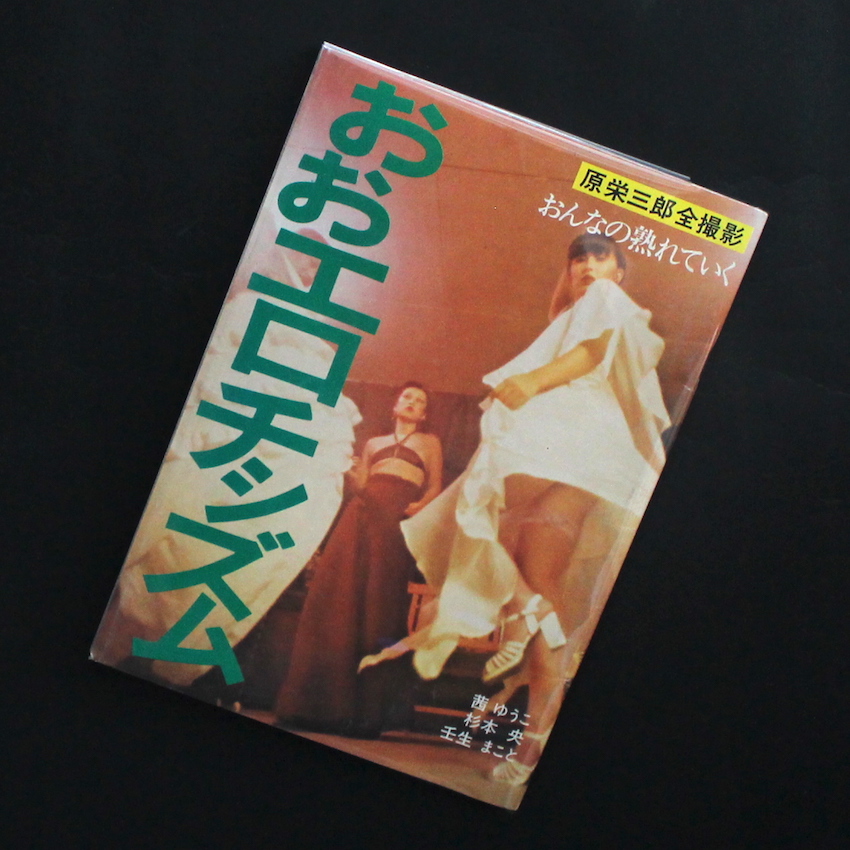 おおエロチシズム
原栄三郎全撮影
おんなの熟れていく
茜 ゆうこ
杉本 央
壬生 まこと